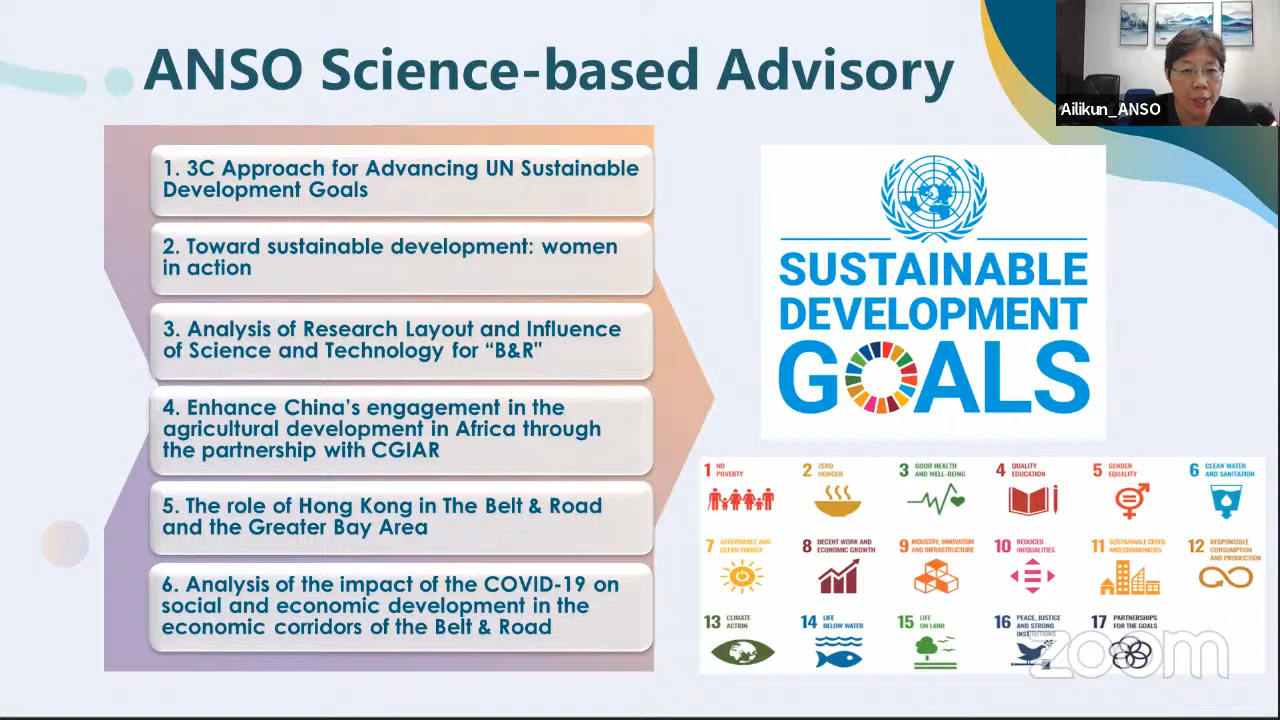 ANSO Science-based Advisory
Ailikun_ANSO
1. 3C Approach for Advancing UN Sustainable
Development Goals
2. Toward sustainable development: women
in action
3. Analysis of Research Layout and Influence
of Science and Technology for “B&R"
4. Enhance China’s engagement in the
agricultural development in Africa through
the partnership with CGIAR
5. The role of Hong Kong in The Belt & Road
and the Greater Bay Area
6. Analysis of the impact of the COVID-19 on
social and economic development in the
economic corridors of the Belt & Road
SUSTAINABLE
DEVELOPMENT
GOALS
1 NO
POVERTY
2 ZERO
HUNGER
3 GOOD HEALTH
AND WELL-BEING
4 QUALITY
EDUCATION
5 GENDER
EQUALITY
6 CLEAN WATER
AND SANITATION
7 AFFORDABLE AND
CLEAN ENERGY
8 DECENT WORK AND
ECONOMIC GROWTH
9 INDUSTRY, INNOVATION
AND INFRASTRUCTURE
10 REDUCED
INEQUALITIES
11 SUSTAINABLE CITIES
AND COMMUNITIES
12 RESPONSIBLE
CONSUMPTION
AND PRODUCTION
13 CLIMATE
ACTION
14 LIFE
BELOW WATER
15 LIFE
ON LAND
16 PEACE, JUSTICE
AND STRONG
INSTITUTIONS
17 PARTNERSHIPS
FOR THE GOALS
zoom